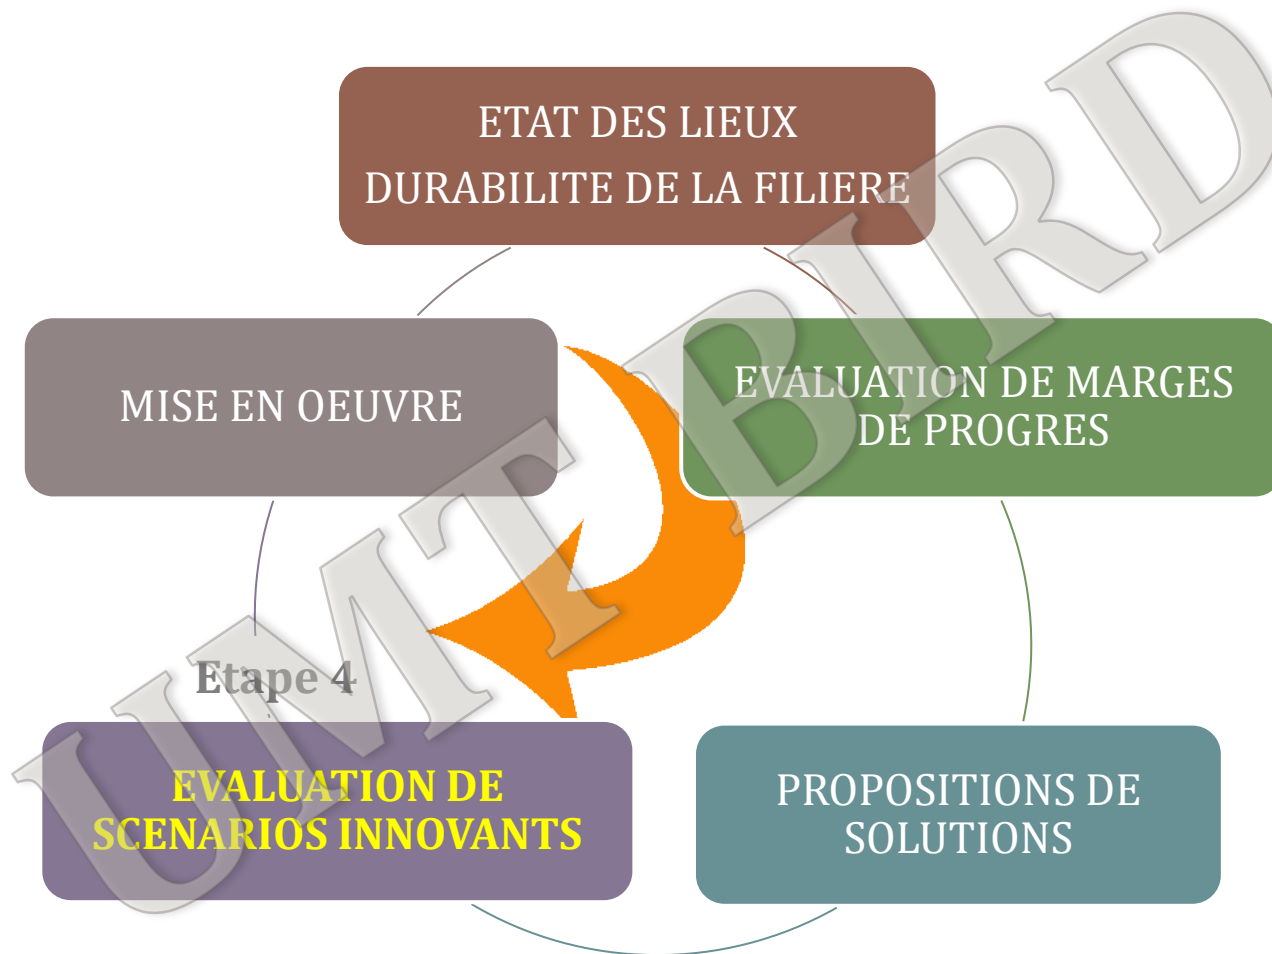 ETAT DES LIEUX
DURABILITE DE LA FILIERE
MISE EN OEUVRE
EVALUATION DE MARGES
DE PROGRES
Etape 4
EVALUATION DE
SCENARIOS INNOVANTS
PROPOSITIONS DE
SOLUTIONS
UMT BIRD